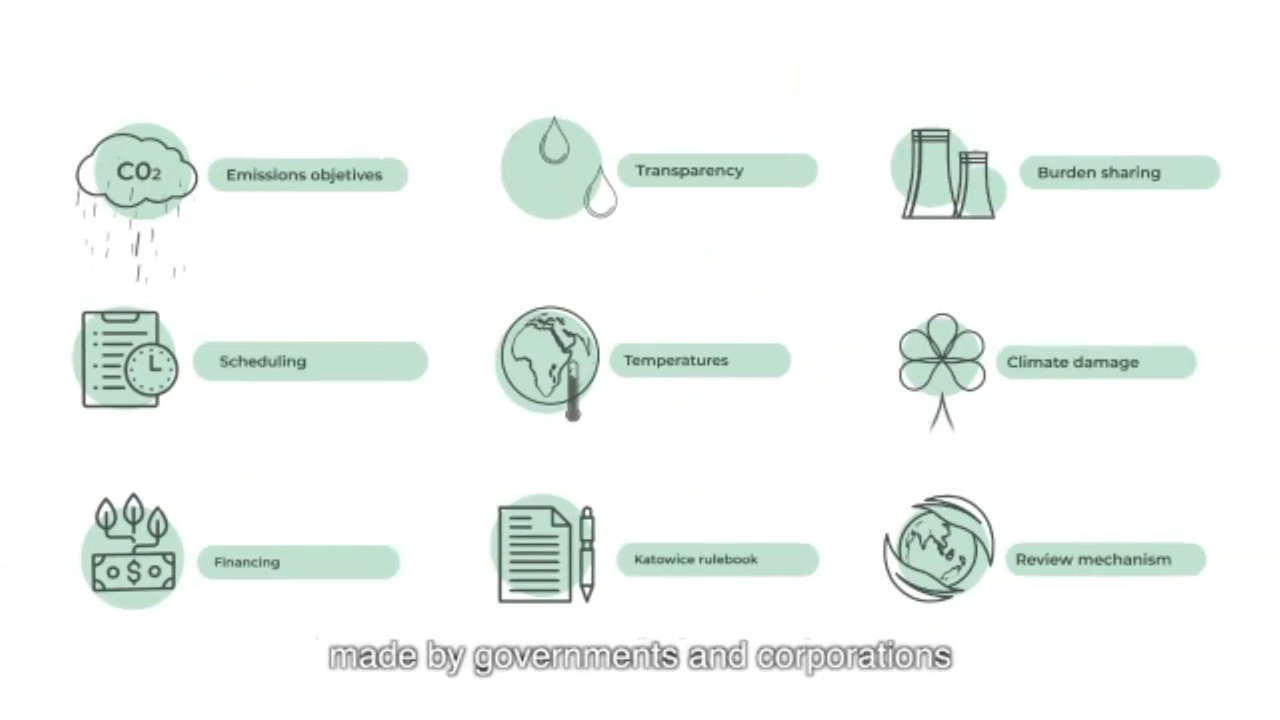 CO2
Emissions objetives
Transparency
Burden sharing
Scheduling
Temperatures
Climate damage
$
Financing
Katowice rulebook
Review mechanism
made by governments and corporations